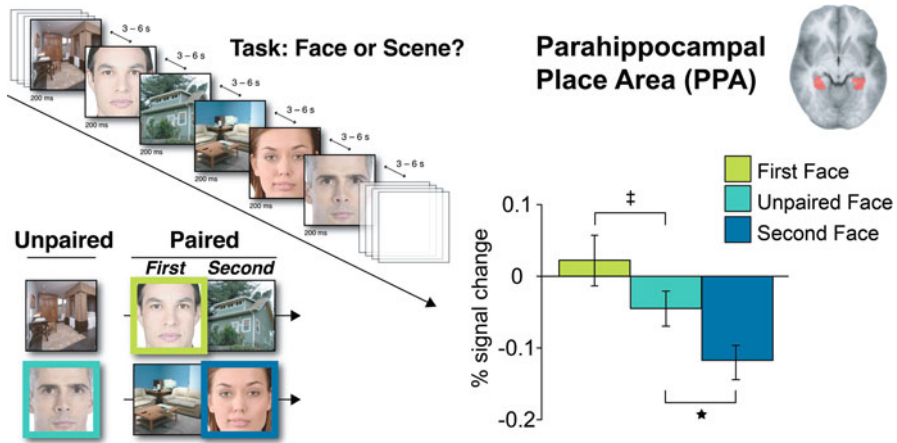 3 – 6 s
Task: Face or Scene?
3 – 6 s
3 – 6 s
3 – 6 s
3 – 6 s
3 – 6 s
200 ms
200 ms
200 ms
200 ms
200 ms
200 ms
Unpaired
Paired
First Second
Parahippocampal
Place Area (PPA)
First Face
Unpaired Face
Second Face
% signal change
0.1
0
-0.1
-0.2
‡
★